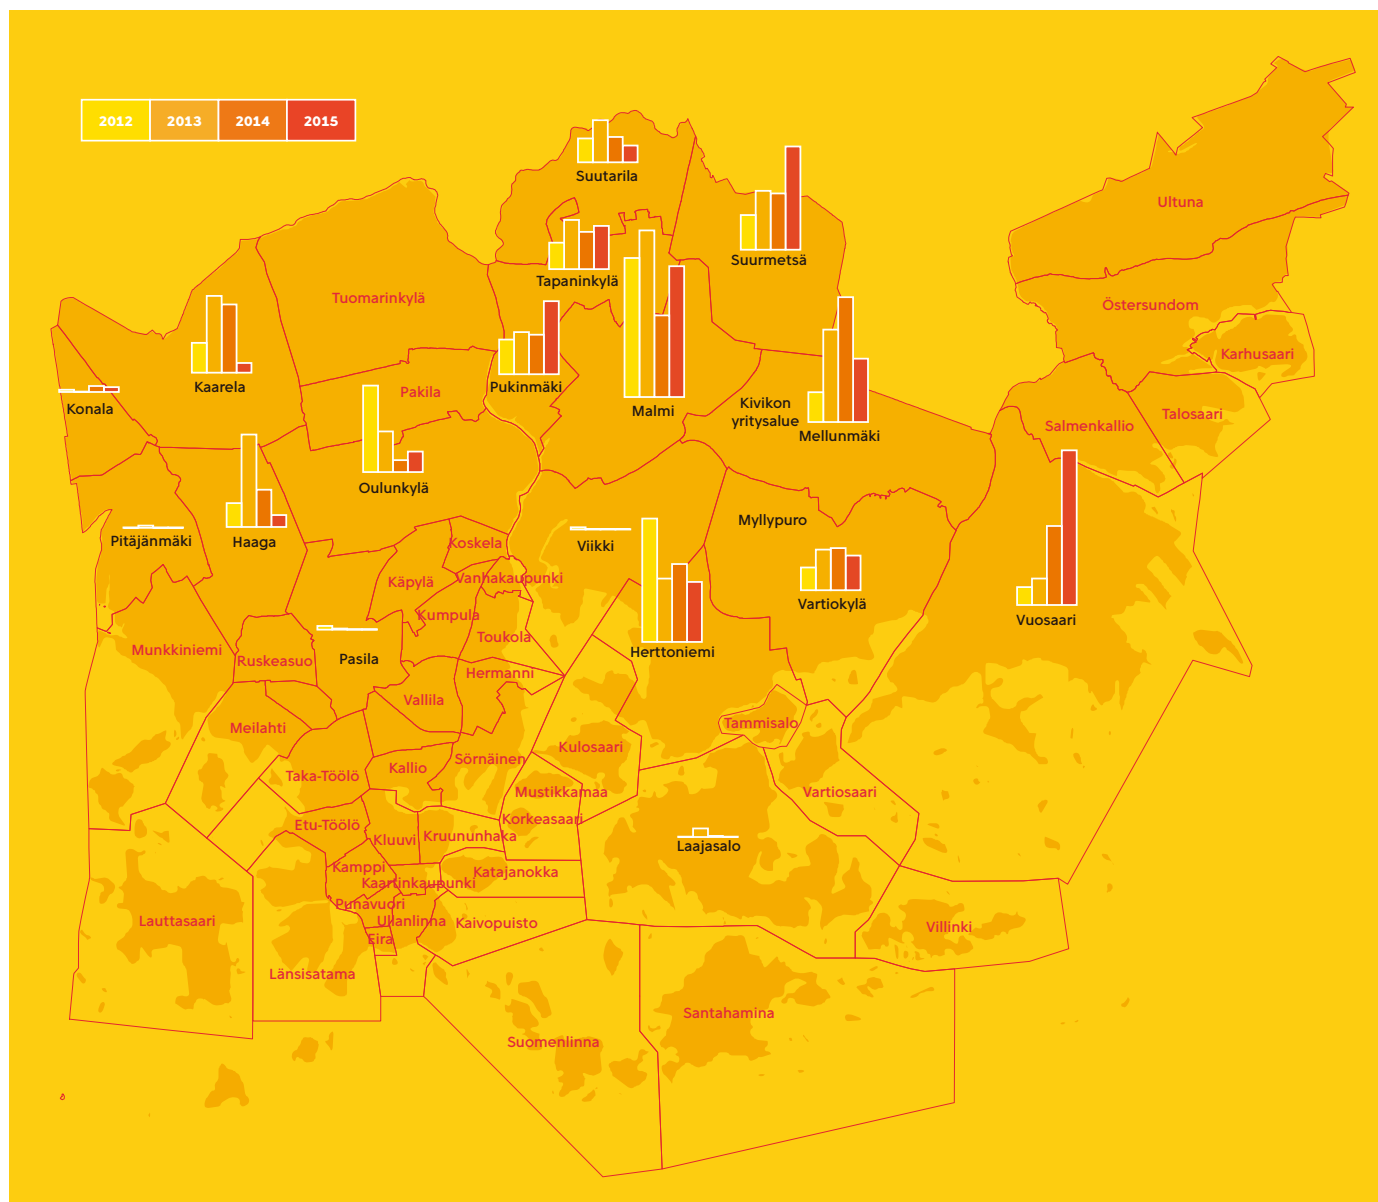 2012 2013 2014 2015
Suutarila
Ultuna
Suurmetsä
Tapaninkylä
Tuomarinkylä
Östersundom
Karhusaari
Kaarela
Pukinmäki
Pakila
Konala
Malmi
Kivikon
yritysalue
Mellunmäki
Talosaari
Salmenkallio
Oulunkylä
Myllypuro
Pitäjänmäki
Haaga
Koskela
Viikki
Käpylä
Vanhakaupunki
Vartiokylä
Kumpula
Vuosaari
Toukola
Munkkiniemi
Ruskeasuo
Pasila
Herttoniemi
Hermanni
Vallila
Meilahti
Tammisalo
Kulosaari
Sörnäinen
Kallio
Taka-Töölö
Mustikkamaa
Vartiosaari
Korkeasaari
Etu-Töölö
Kluuvi
Kruununhaka
Laajasalo
Kamppi
Katajanokka
Kaartinkaupunki
Punavuori
Ullanlinna
Lauttasaari
Kaivopuisto
Villinki
Eira
Länsisatama
Santahamina
Suomenlinna